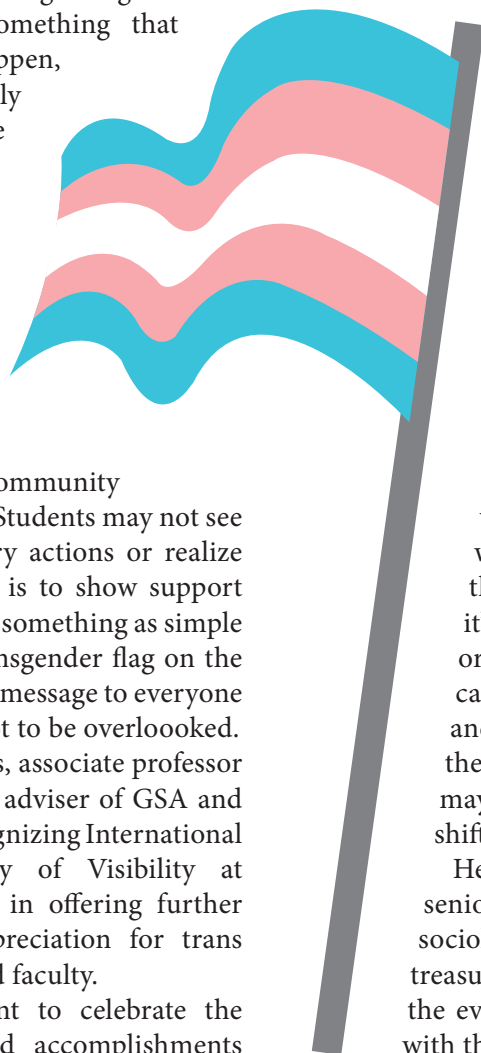 omething that
ppen,
ly
e
ommunity
Students may not see
ry actions or realize
is to show support
something as simple
nsgender flag on the
message to everyone
t to be overloooked.
s, associate professor
adviser of GSA and
gnizing International
y of Visibility at
in offering further
preciation for trans
d faculty.
nt to celebrate the
d accomplishments
w
th
it
or
ca
and
the
may
shift
He
senio
socio
treasu
the ev
with th